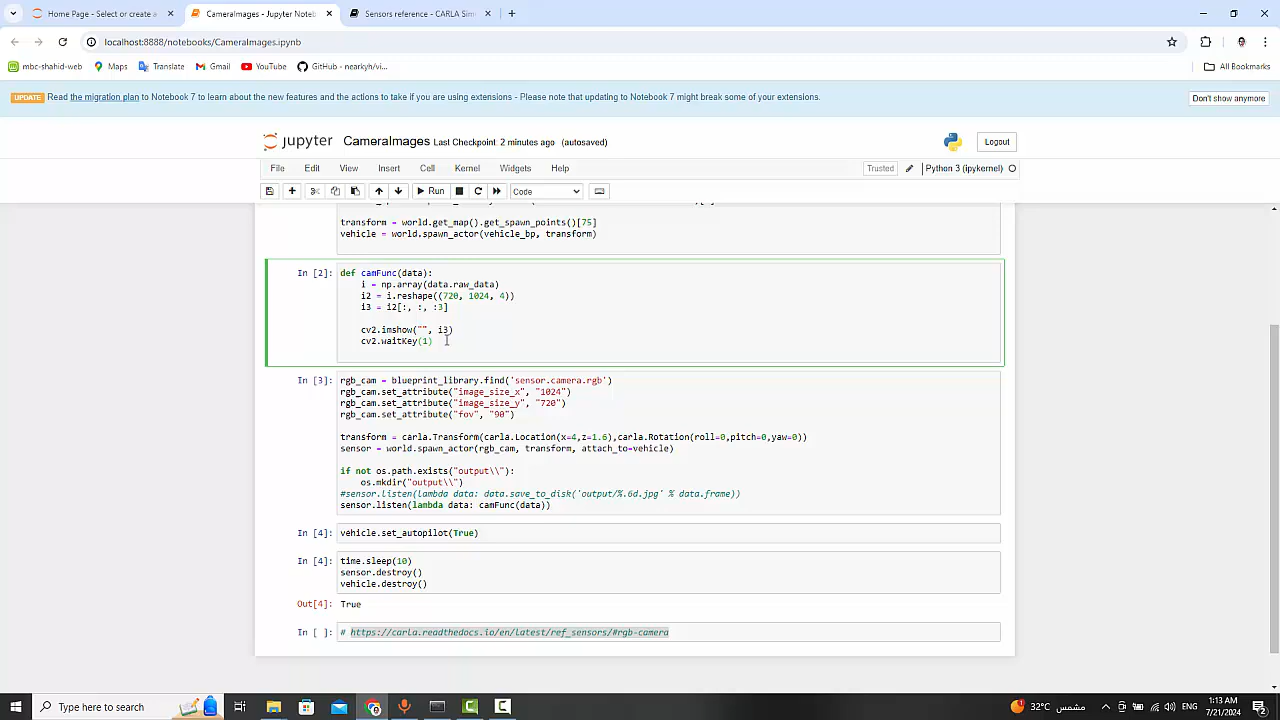 Home Page - Select or create a
CameraImages - Jupyter Notebo
Sensors reference - CARLA Sim
localhost:8888/notebooks/CameraImages.ipynb
mbc-shahid-web
Maps
Translate
Gmail
YouTube
GitHub - nearkyh/vi...
All Bookmarks
UPDATE Read the migration plan to Notebook 7 to learn about the new features and the actions to take if you are using extensions - Please note that updating to Notebook 7 might break some of your extensions.
Don't show anymore
jupyter CameraImages Last Checkpoint: 2 minutes ago (autosaved)
Logout
File Edit View Insert Cell Kernel Widgets Help
Trusted
Python 3 (ipykernel)
Run
Code
transform = world.get_map().get_spawn_points()[75]
vehicle = world.spawn_actor(vehicle_bp, transform)
In [2]: def camFunc(data):
i = np.array(data.raw_data)
i2 = i.reshape((720, 1024, 4))
i3 = i2[:, :, :3]
cv2.imshow("", i3)
cv2.waitKey(1)
In [3]: rgb_cam = blueprint_library.find('sensor.camera.rgb')
rgb_cam.set_attribute("image_size_x", "1024")
rgb_cam.set_attribute("image_size_y", "720")
rgb_cam.set_attribute("fov", "90")
transform = carla.Transform(carla.Location(x=4,z=1.6),carla.Rotation(roll=0,pitch=0,yaw=0))
sensor = world.spawn_actor(rgb_cam, transform, attach_to=vehicle)
if not os.path.exists("output\\"):
os.mkdir("output\\")
#sensor.listen(lambda data: data.save_to_disk('output/%.6d.jpg' % data.frame))
sensor.listen(lambda data: camFunc(data))
In [4]: vehicle.set_autopilot(True)
In [4]: time.sleep(10)
sensor.destroy()
vehicle.destroy()
Out[4]: True
In [ ]: # https://carla.readthedocs.io/en/latest/ref_sensors/#rgb-camera
Type here to search
32°C مشمس
ENG
1:13 AM
7/21/2024